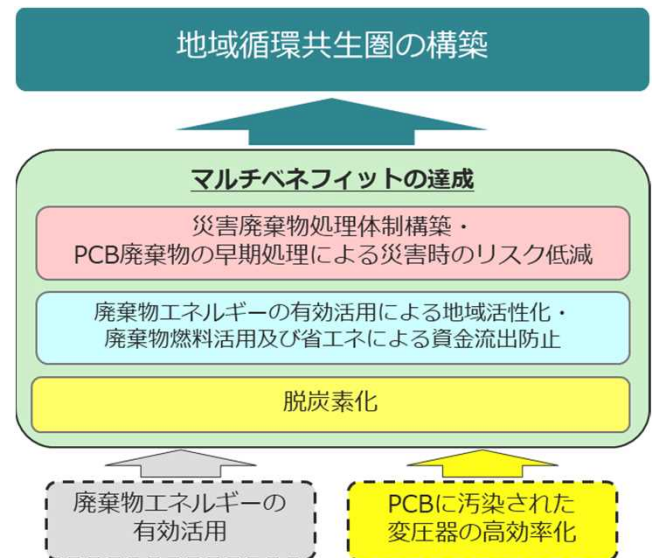 地域循環共生圏の構築
マルチベネフィットの達成
災害廃棄物処理体制構築・
PCB廃棄物の早期処理による災害時のリスク低減
廃棄物エネルギーの有効活用による地域活性化・
廃棄物燃料活用及び省エネによる資金流出防止
脱炭素化
廃棄物エネルギーの
有効活用
PCBに汚染された
変圧器の高効率化